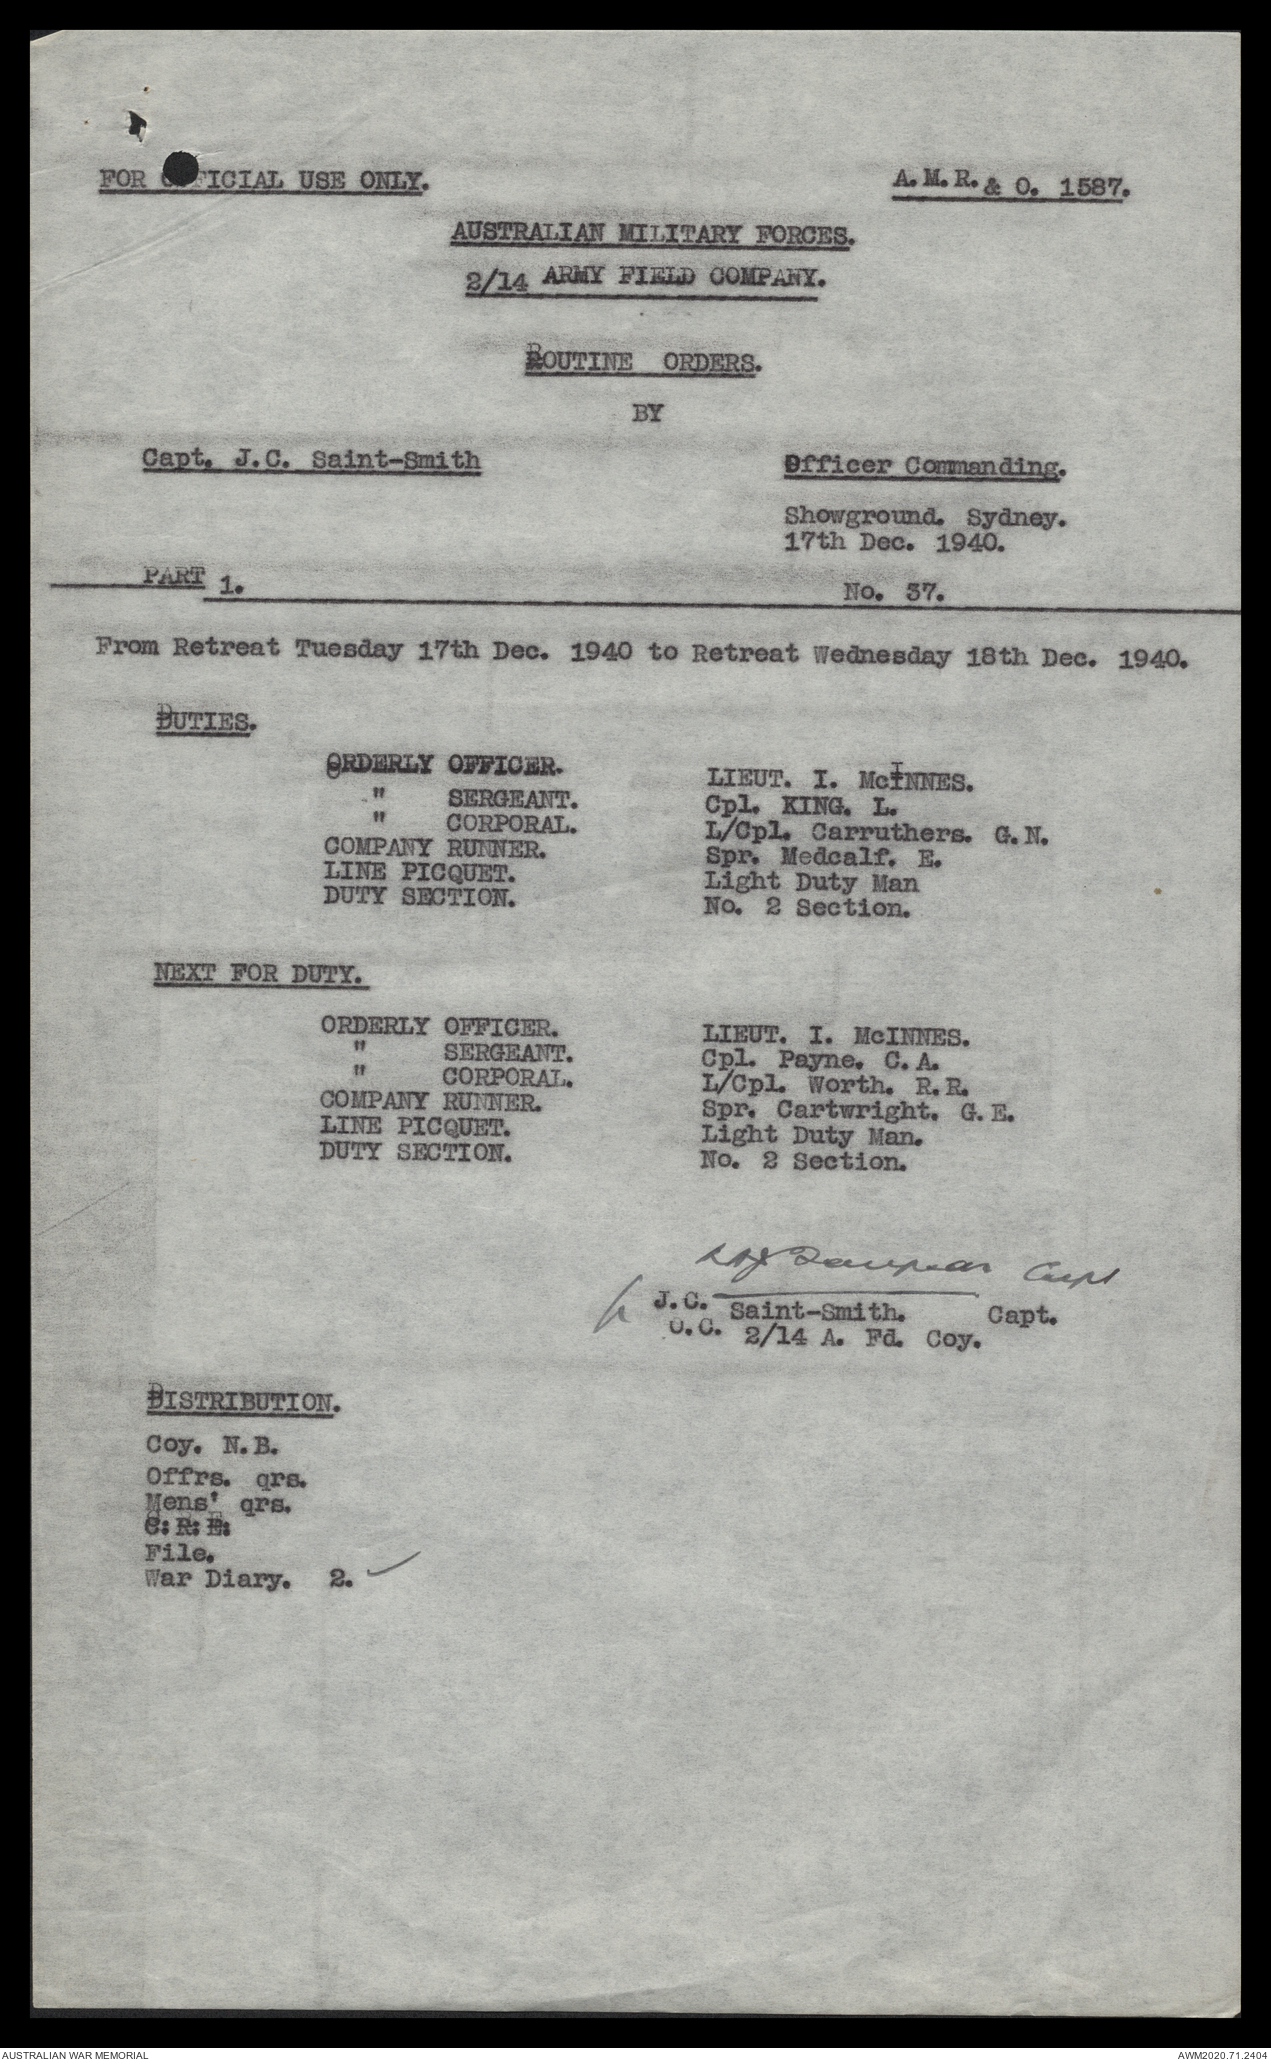 FOR OFFICIAL USE ONLY. A.M.R. & O. 1587.
AUSTRALIAN MILITARY FORCES.
2/14 ARMY FIELD COMPANY.
ROUTINE ORDERS.
BY
Capt. J.C. Saint-Smith Officer Commanding.
Showground. Sydney.
17th Dec. 1940.
PART 1. No. 37.
From Retreat Tuesday 17th Dec. 1940 to Retreat Wednesday 18th Dec. 1940.
DUTIES.
ORDERLY OFFICER. LIEUT. I. McINNES.
" SERGEANT. Cpl. KING. L.
" CORPORAL. L/Cpl. Carruthers. G.N.
COMPANY RUNNER. Spr. Medcalf. E.
LINE PICQUET. Light Duty Man
DUTY SECTION. No. 2 Section.
NEXT FOR DUTY.
ORDERLY OFFICER. LIEUT. I. McINNES.
" SERGEANT. Cpl. Payne. C.A.
" CORPORAL. L/Cpl. Worth. R.R.
COMPANY RUNNER. Spr. Cartwright. G.E.
LINE PICQUET. Light Duty Man.
DUTY SECTION. No. 2 Section.
Capt
J.C. Saint-Smith. Capt.
O.C. 2/14 A. Fd. Coy.
DISTRIBUTION.
Coy. N.B.
Offrs. qrs.
Mens' qrs.
C.R.E.
File.
War Diary. 2.
AUSTRALIAN WAR MEMORIAL AWM2020.71.2404